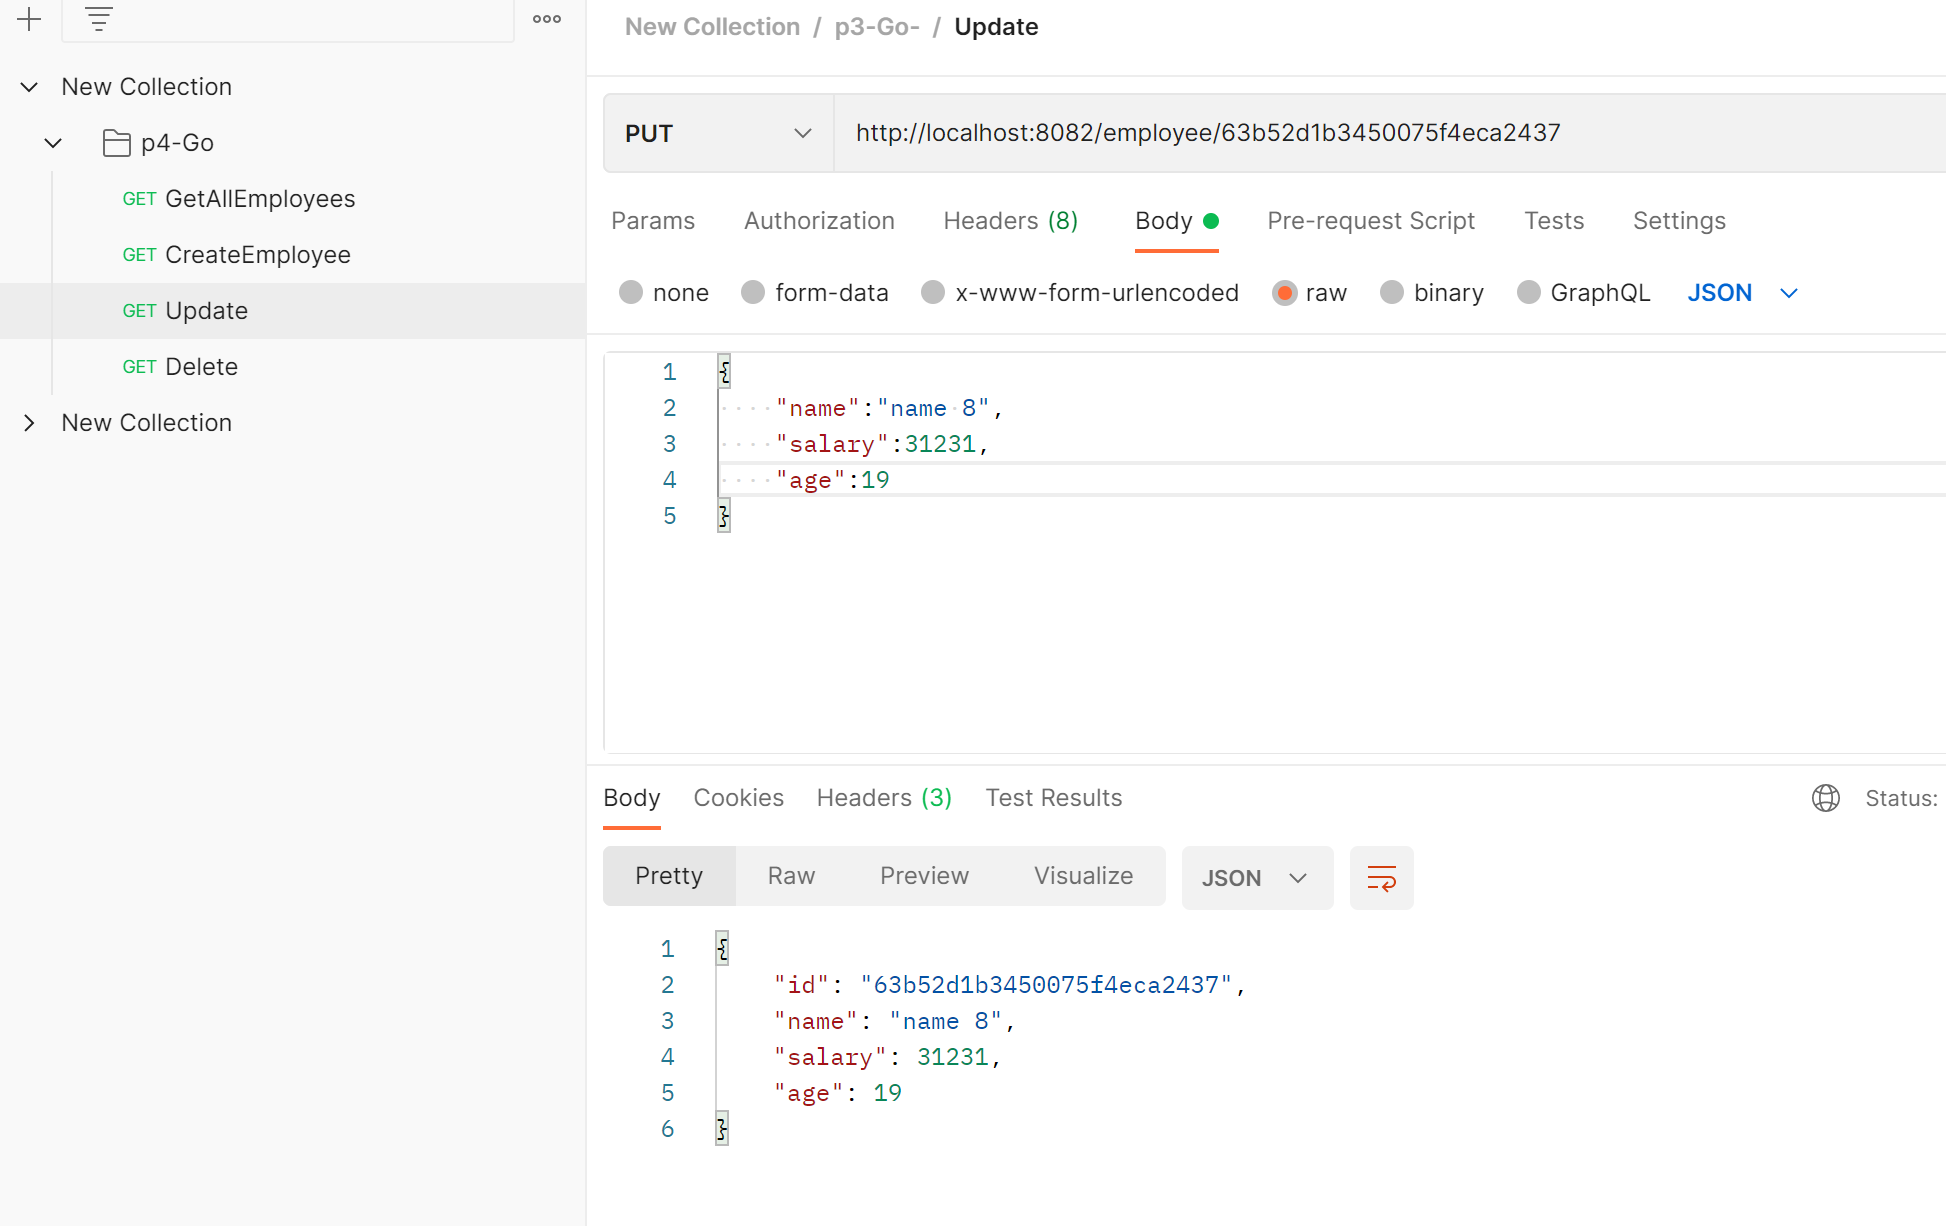 New Collection
p4-Go
GET GetAllEmployees
GET CreateEmployee
GET Update
GET Delete
New Collection
New Collection / p3-Go- / Update
PUT http://localhost:8082/employee/63b52d1b3450075f4eca2437
Params Authorization Headers (8) Body Pre-request Script Tests Settings
none form-data x-www-form-urlencoded raw binary GraphQL JSON
1 {
2 "name":"name 8",
3 "salary":31231,
4 "age":19
5 }
Body Cookies Headers (3) Test Results Status:
Pretty Raw Preview Visualize JSON
1 {
2 "id": "63b52d1b3450075f4eca2437",
3 "name": "name 8",
4 "salary": 31231,
5 "age": 19
6 }